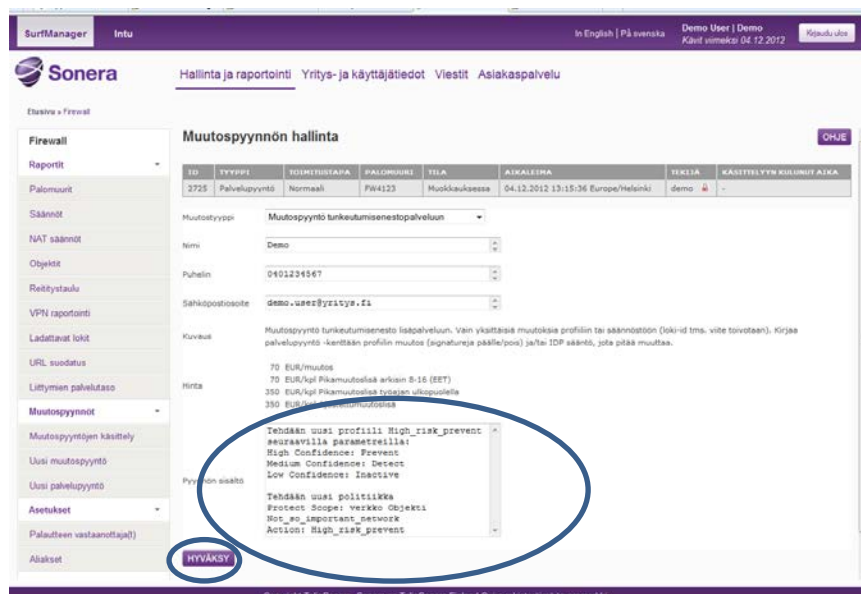 SurfManager Intu In English | På svenska Demo User | Demo
Kävit viimeksi 04.12.2012 Kirjaudu ulos
Sonera Hallinta ja raportointi Yritys- ja käyttäjätiedot Viestit Asiakaspalvelu
Etusivu » Firewall
Firewall
Muutospyynnön hallinta OHJE
Raportit
Palomuurit
Säännöt
NAT säännöt
Objektit
Reititystaulu
VPN raportointi
Ladattavat lokit
URL suodatus
Liittymien palvelutaso
Muutospyynnöt
Muutospyyntöjen käsittely
Uusi muutospyyntö
Uusi palvelupyyntö
Asetukset
Palautteen vastaanottaja(t)
Aliakset
ID TYYPPI TOIMITUSTAPA PALOMUURI TILA AIKALEIMA TEKIJÄ KÄSITTELYYN KULUNUT AIKA
2725 Palvelupyyntö Normaali FW4123 Muokkauksessa 04.12.2012 13:15:36 Europe/Helsinki demo -
Muutostyyppi Muutospyyntö tunkeutumisenestopalveluun
Nimi Demo
Puhelin 0401234567
Sähköpostiosoite demo.user@yritys.fi
Kuvaus Muutospyyntö tunkeutumisenesto lisäpalveluun. Vain yksittäisiä muutoksia profiiliin tai säännöstöön (loki-id tms. viite toivotaan). Kirjaa
palvelupyyntö -kenttään profiilin muutos (signatureja päälle/pois) ja/tai IDP sääntö, jota pitää muuttaa.
Hinta
70 EUR/muutos
70 EUR/kpl Pikamuutoslisä arkisin 8-16 (EET)
350 EUR/kpl Pikamuutoslisä työajan ulkopuolella
350 EUR/kpl
Pyynnön sisältö
Tehdään uusi profiili High_risk_prevent
seuraavilla parametreilla:
High Confidence: Prevent
Medium Confidence: Detect
Low Confidence: Inactive
Tehdään uusi politiikka
Protect Scope: verkko Objekti
Not_so_important_network
Action: High_risk_prevent
HYVÄKSY